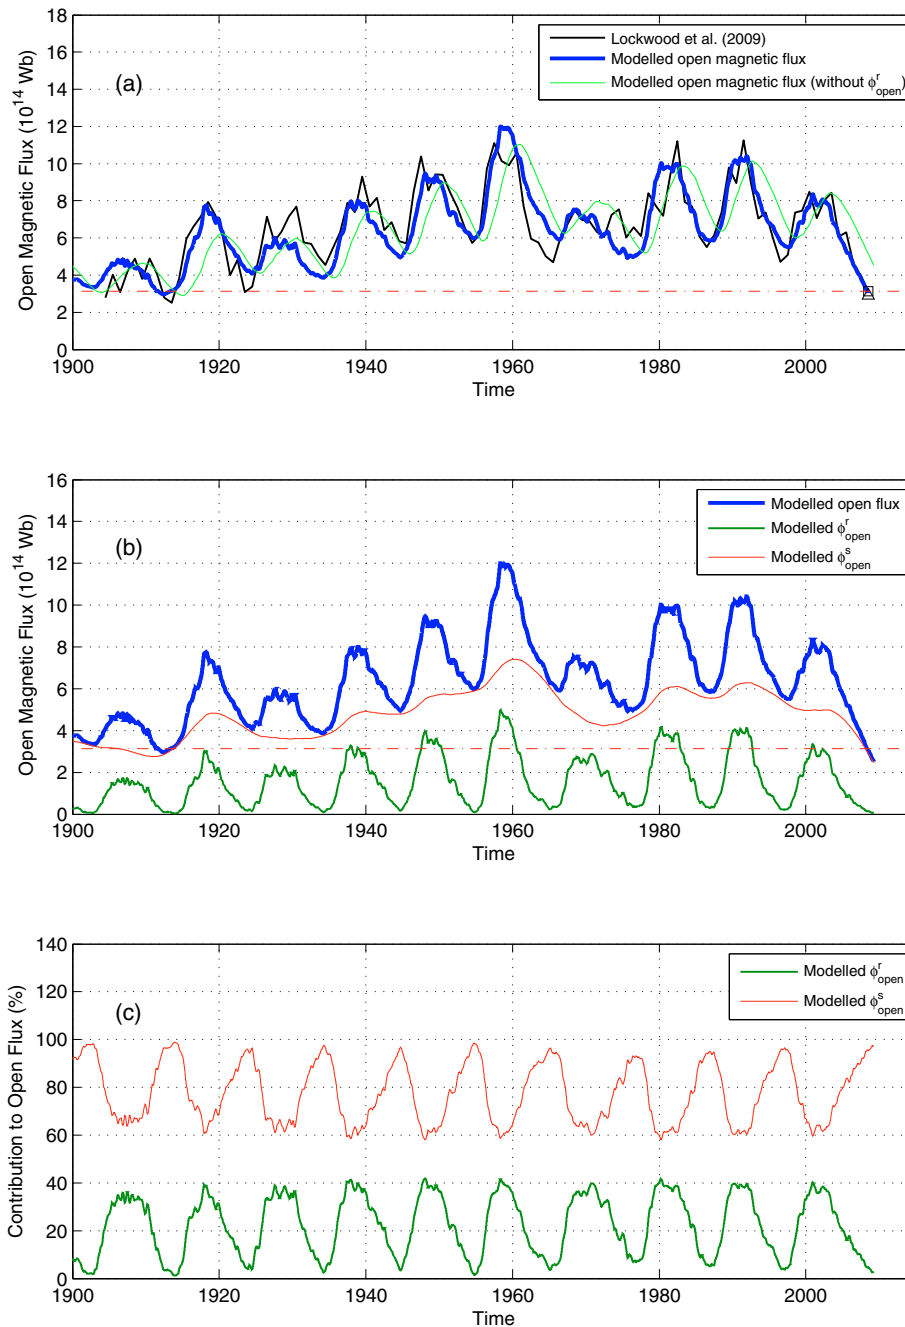 18
16
14
12
10
8
6
4
2
0
Open Magnetic Flux (10^14 Wb)
(a)
Lockwood et al. (2009)
Modelled open magnetic flux
Modelled open magnetic flux (without ϕ^r_open)
1900 1920 1940 1960 1980 2000
Time
16
14
12
10
8
6
4
2
0
Open Magnetic Flux (10^14 Wb)
(b)
Modelled open flux
Modelled ϕ^r_open
Modelled ϕ^s_open
1900 1920 1940 1960 1980 2000
Time
140
120
100
80
60
40
20
0
Contribution to Open Flux (%)
(c)
Modelled ϕ^r_open
Modelled ϕ^s_open
1900 1920 1940 1960 1980 2000
Time